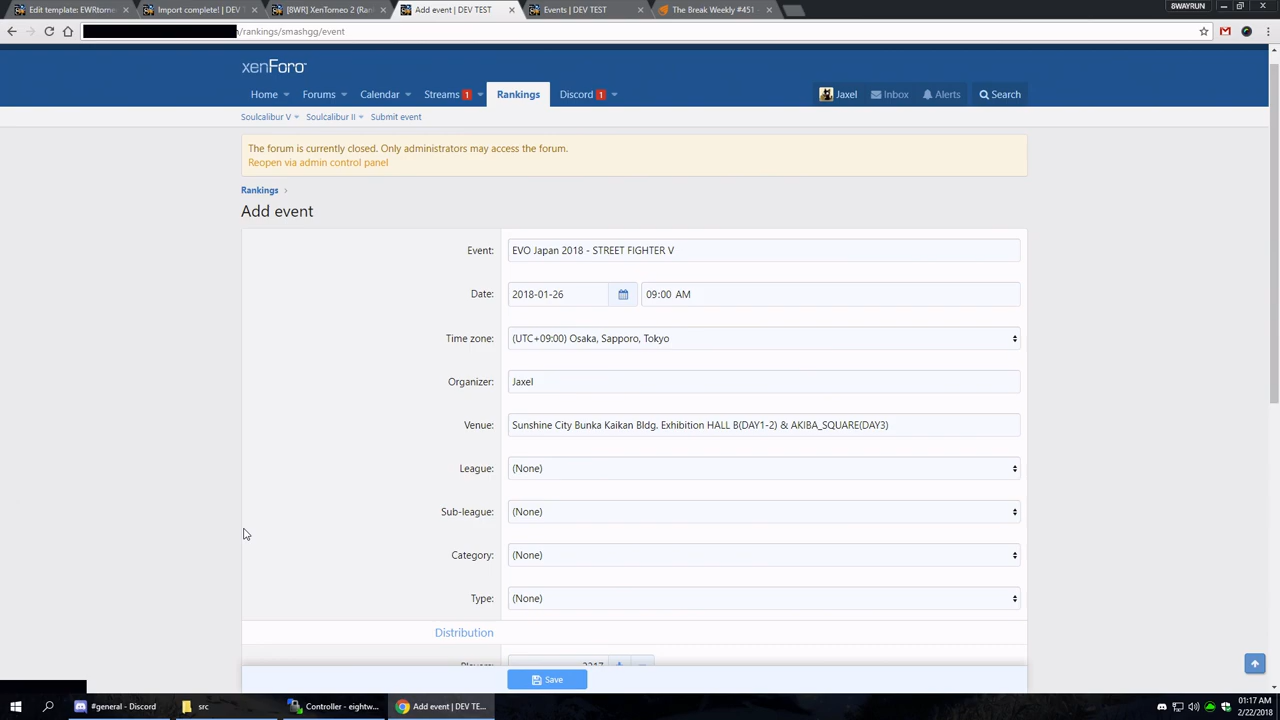 Edit template: EWRtorne
Import complete! | DEV T
[8WR] XenTomeo 2 (Ran
Add event | DEV TEST
Events | DEV TEST
The Break Weekly #451 -
8WAYRUN
/rankings/smashgg/event
xenForo
Home
Forums
Calendar
Streams 1
Rankings
Discord 1
Jaxel
Inbox
Alerts
Search
Soulcalibur V
Soulcalibur II
Submit event
The forum is currently closed. Only administrators may access the forum.
Reopen via admin control panel
Rankings
Add event
Event: EVO Japan 2018 - STREET FIGHTER V
Date: 2018-01-26 09:00 AM
Time zone: (UTC+09:00) Osaka, Sapporo, Tokyo
Organizer: Jaxel
Venue: Sunshine City Bunka Kaikan Bldg. Exhibition HALL B(DAY1-2) & AKIBA_SQUARE(DAY3)
League: (None)
Sub-league: (None)
Category: (None)
Type: (None)
Distribution
Save
#general - Discord
src
Controller - eightw...
Add event | DEV TE...
01:17 AM
2/22/2018